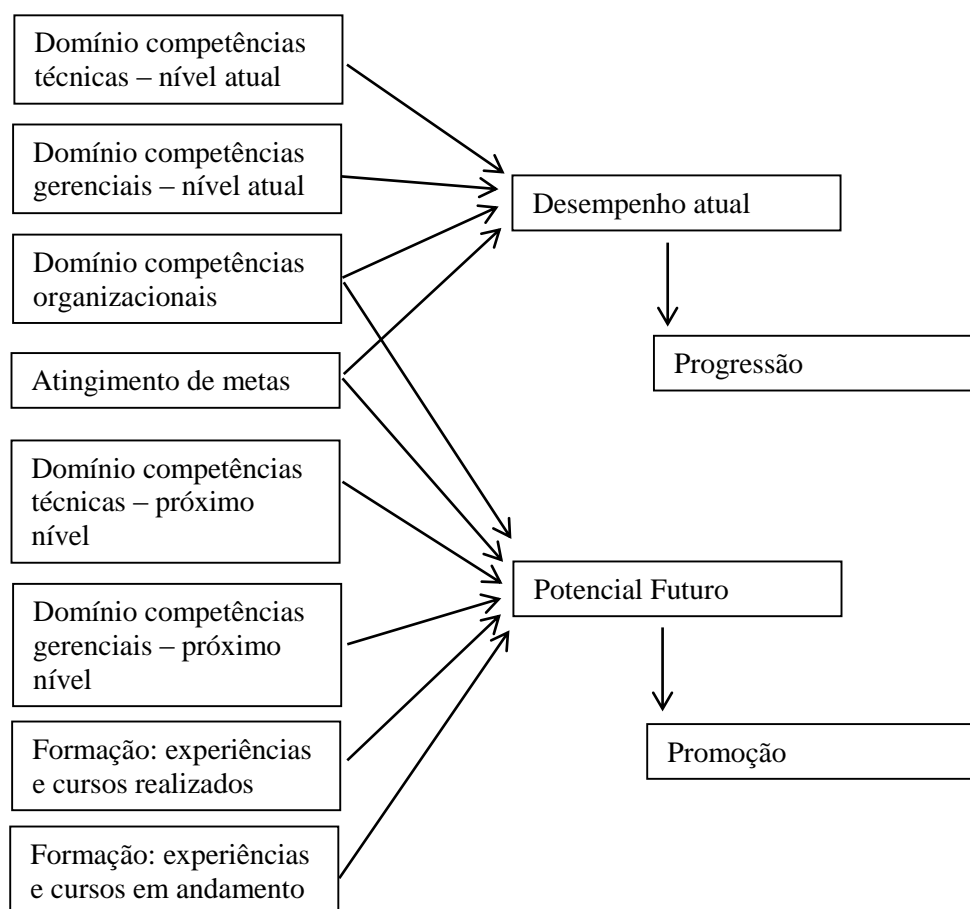 Domínio competências
técnicas – nível atual
Domínio competências
gerenciais – nível atual
Domínio competências
organizacionais
Atingimento de metas
Domínio competências
técnicas – próximo
nível
Domínio competências
gerenciais – próximo
nível
Formação: experiências
e cursos realizados
Formação: experiências
e cursos em andamento
Desempenho atual
Progressão
Potencial Futuro
Promoção